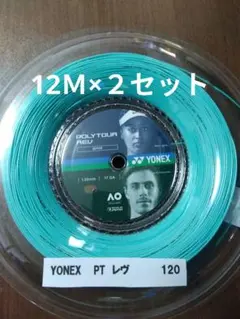 12M×２セット
POLYTOUR
REV
YONEX
AO
YONEX PT レヴ 120